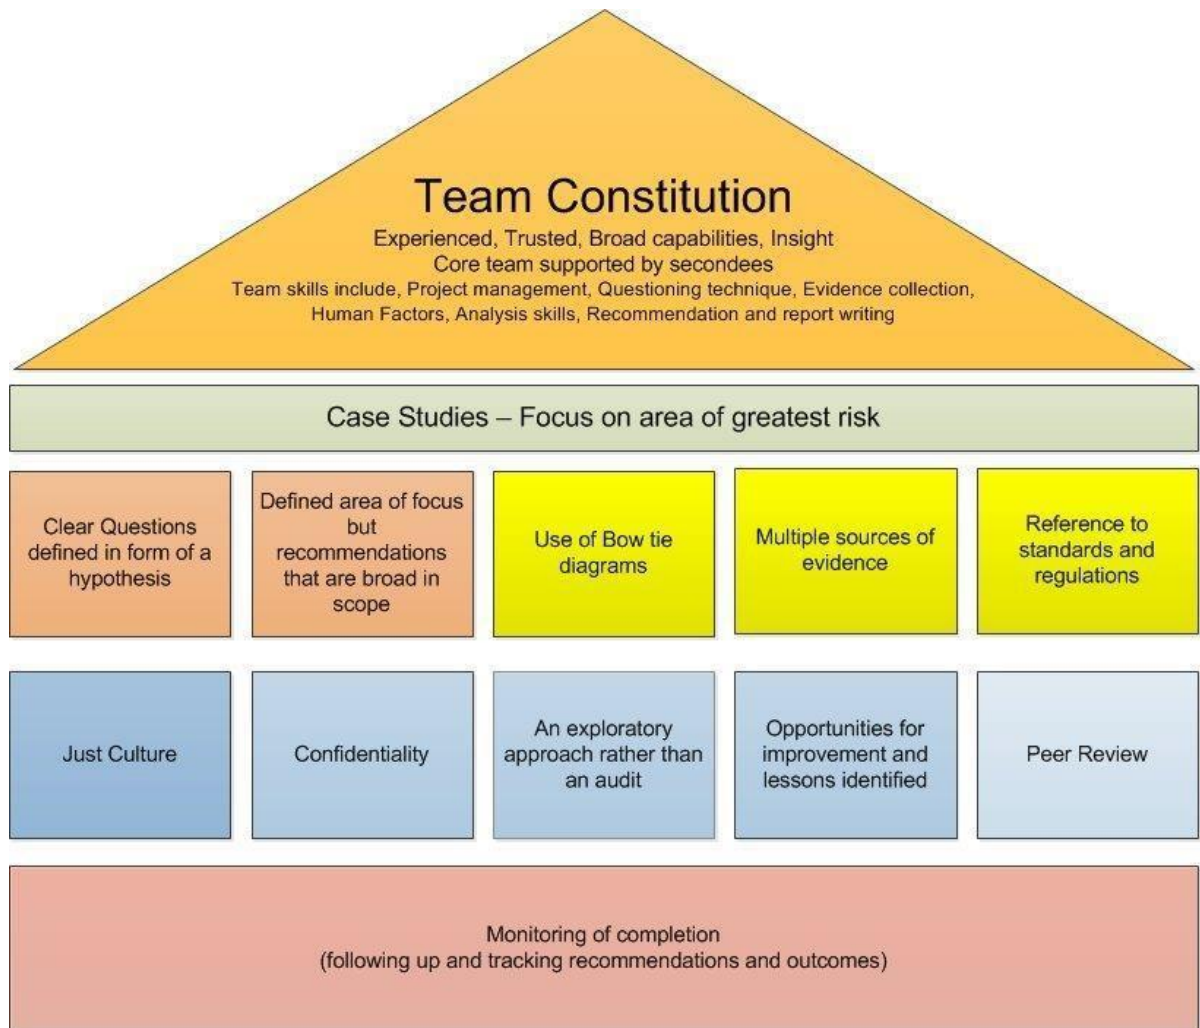 Team Constitution
Experienced, Trusted, Broad capabilities, Insight
Core team supported by secondees
Team skills include, Project management, Questioning technique, Evidence collection,
Human Factors, Analysis skills, Recommendation and report writing
Case Studies – Focus on area of greatest risk
Clear Questions
defined in form of a
hypothesis
Defined area of focus
but
recommendations
that are broad in
scope
Use of Bow tie
diagrams
Multiple sources of
evidence
Reference to
standards and
regulations
Just Culture
Confidentiality
An exploratory
approach rather than
an audit
Opportunities for
improvement and
lessons identified
Peer Review
Monitoring of completion
(following up and tracking recommendations and outcomes)